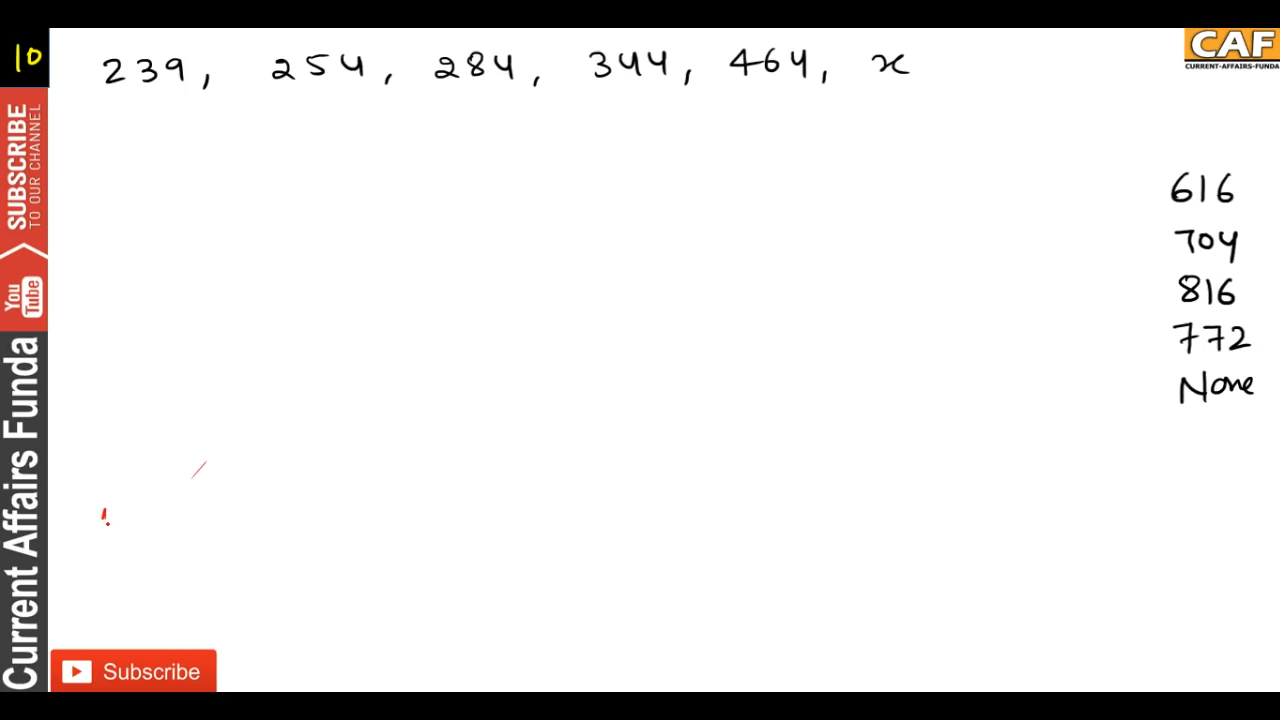 10
239, 254, 284, 344, 464, x
CAF
CURRENT-AFFAIRS-FUNDA
616
704
816
772
None
SUBSCRIBE
TO OUR CHANNEL
You
Tube
Current Affairs Funda
Subscribe